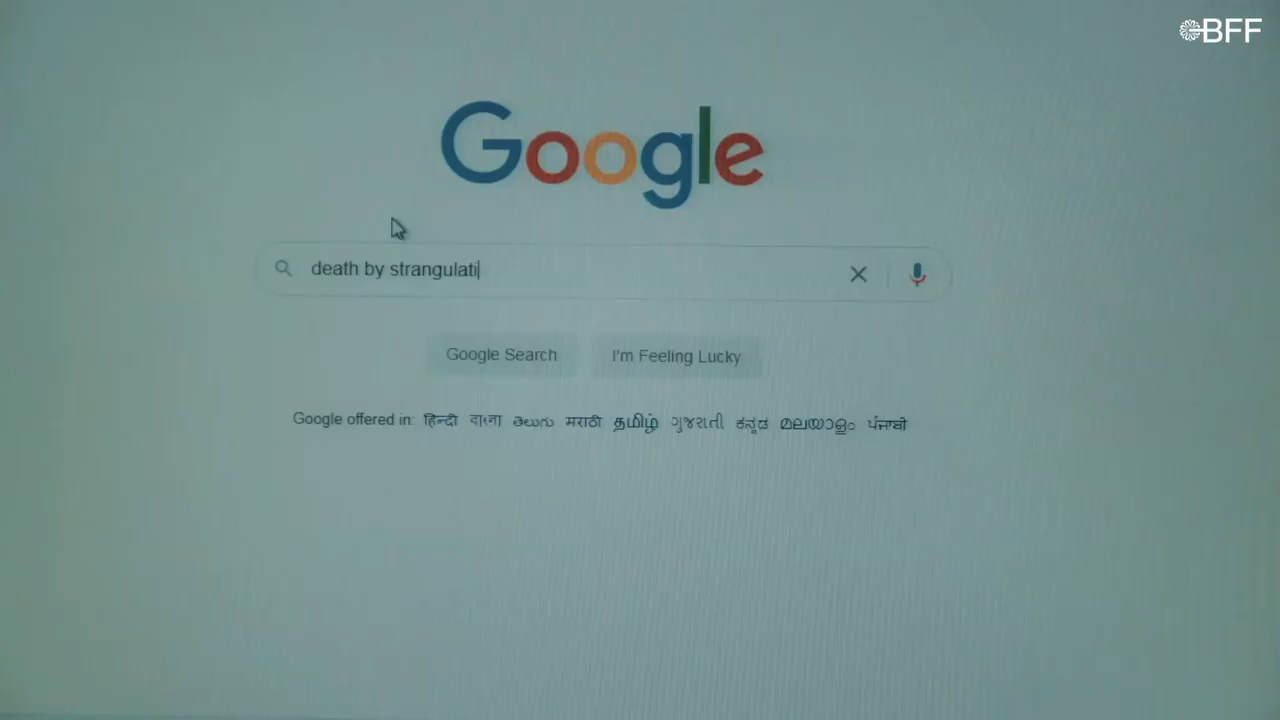 BFF
Google
death by strangulati
Google Search I'm Feeling Lucky
Google offered in: हिन्दी বাংলা తెలుగు मराठी தமிழ் ગુજરાતી ಕನ್ನಡ മലയാളം ਪੰਜਾਬੀ